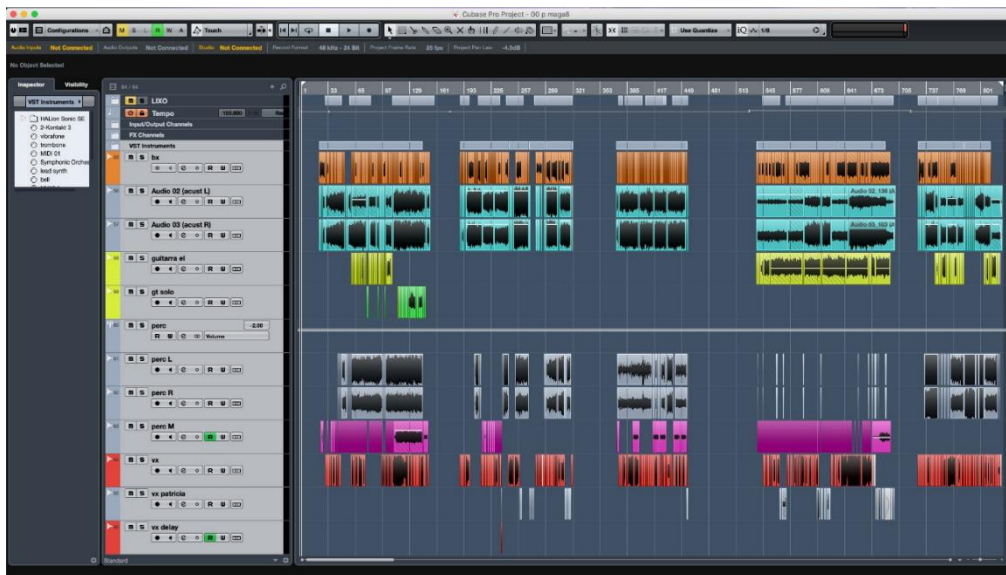 Cubase Pro Project - 00 p maga8
Configurations M S L R W A Touch Use Quantize iQ 1/8
Audio Inputs Not Connected Audio Outputs Not Connected Studio Not Connected Record Format 48 kHz - 24 Bit Project Frame Rate 25 fps Project Pan Law
No Object Selected
Inspector Visibility
VST Instruments
HALion Sonic SE
2-Kontakt 5
vibrafone
trombone
MIDI 01
Symphonic Orches
lead synth
bell
1 33 65 97 129 161 193 225 257 289 321 353 385 417 449 481 513 545 577 609 641 673 705 737 769 801
LIXO
Tempo
Input/Output Channels
FX Channels
VST Instruments
bx
Audio 02 (acust L)
Audio 03 (acust R)
guitarra el
gt solo
perc -2.00
R W Volume
perc L
perc R
perc M
vx
vx patricia
vx delay
Standard